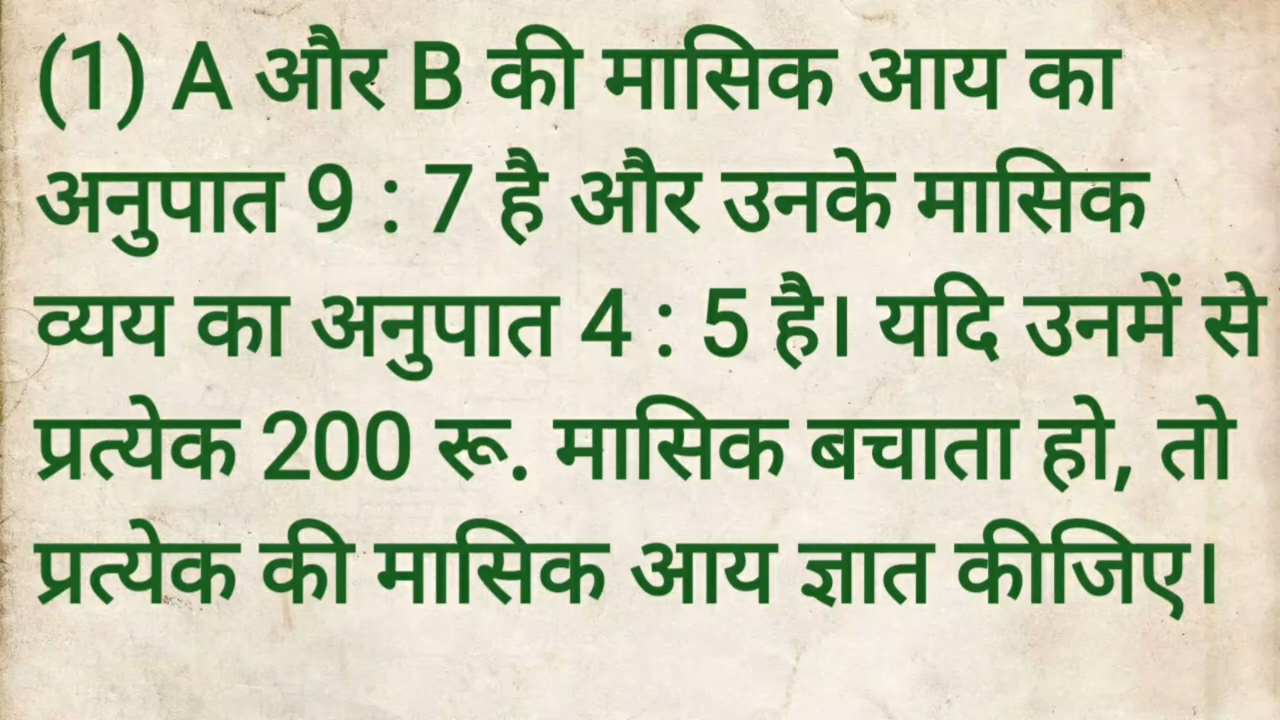 (1) A और B की मासिक आय का
अनुपात 9 : 7 है और उनके मासिक
व्यय का अनुपात 4 : 5 है। यदि उनमें से
प्रत्येक 200 रू. मासिक बचाता हो, तो
प्रत्येक की मासिक आय ज्ञात कीजिए।